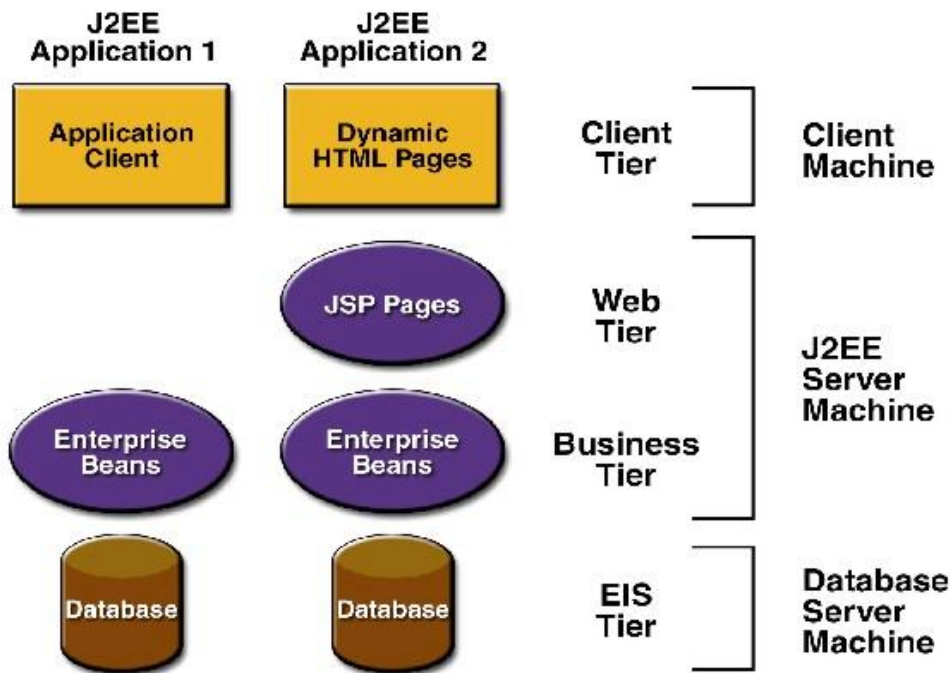 J2EE
Application 1
J2EE
Application 2
Application
Client
Dynamic
HTML Pages
Client
Tier
Client
Machine
JSP Pages
Web
Tier
J2EE
Server
Machine
Enterprise
Beans
Enterprise
Beans
Business
Tier
Database
Database
EIS
Tier
Database
Server
Machine